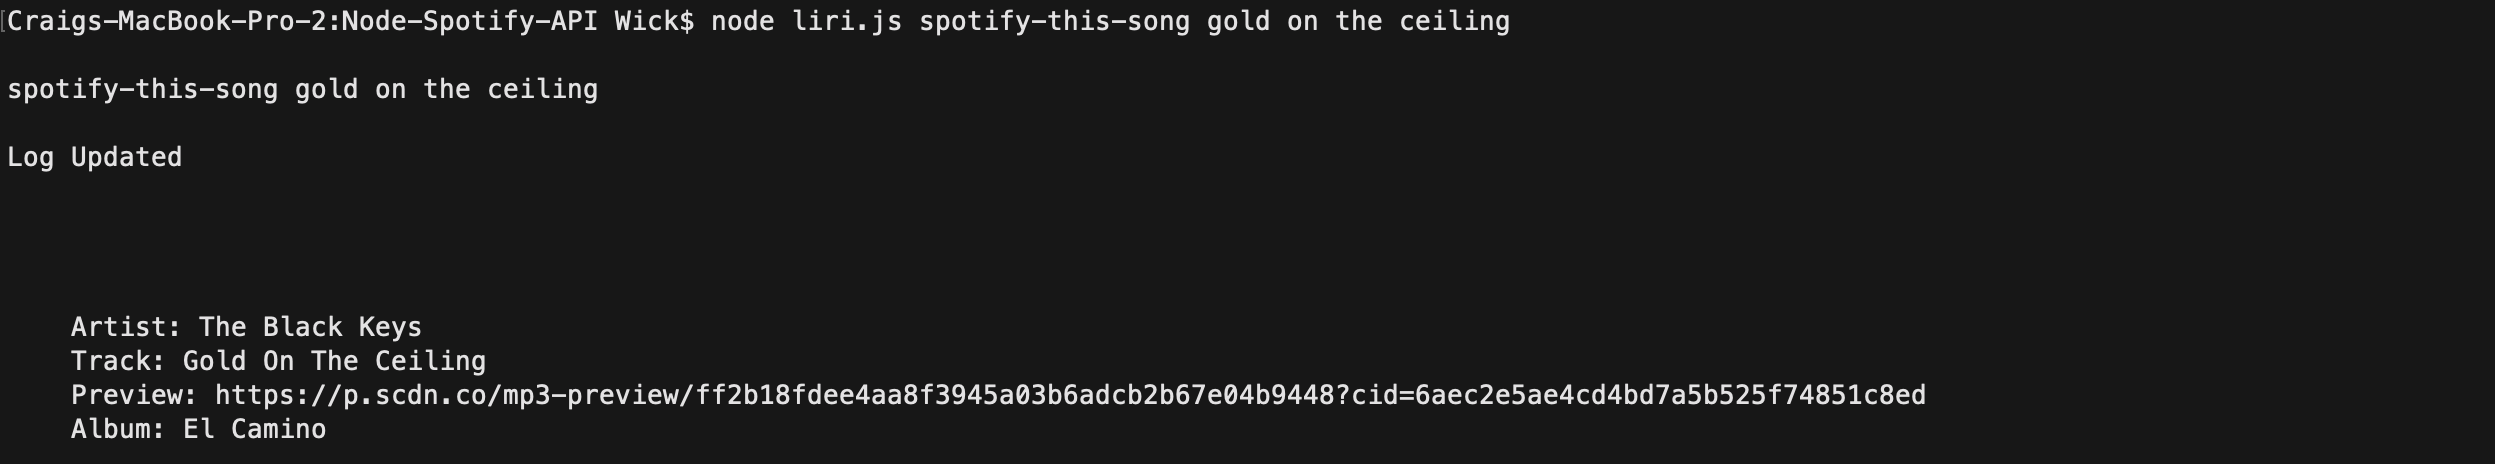 Craigs-MacBook-Pro-2:Node-Spotify-API Wick$ node liri.js spotify-this-song gold on the ceiling
spotify-this-song gold on the ceiling
Log Updated
Artist: The Black Keys
Track: Gold On The Ceiling
Preview: https://p.scdn.co/mp3-preview/ff2b18fdee4aa8f3945a03b6adcb2b67e04b9448?cid=6aec2e5ae4cd4bd7a5b525f74851c8ed
Album: El Camino